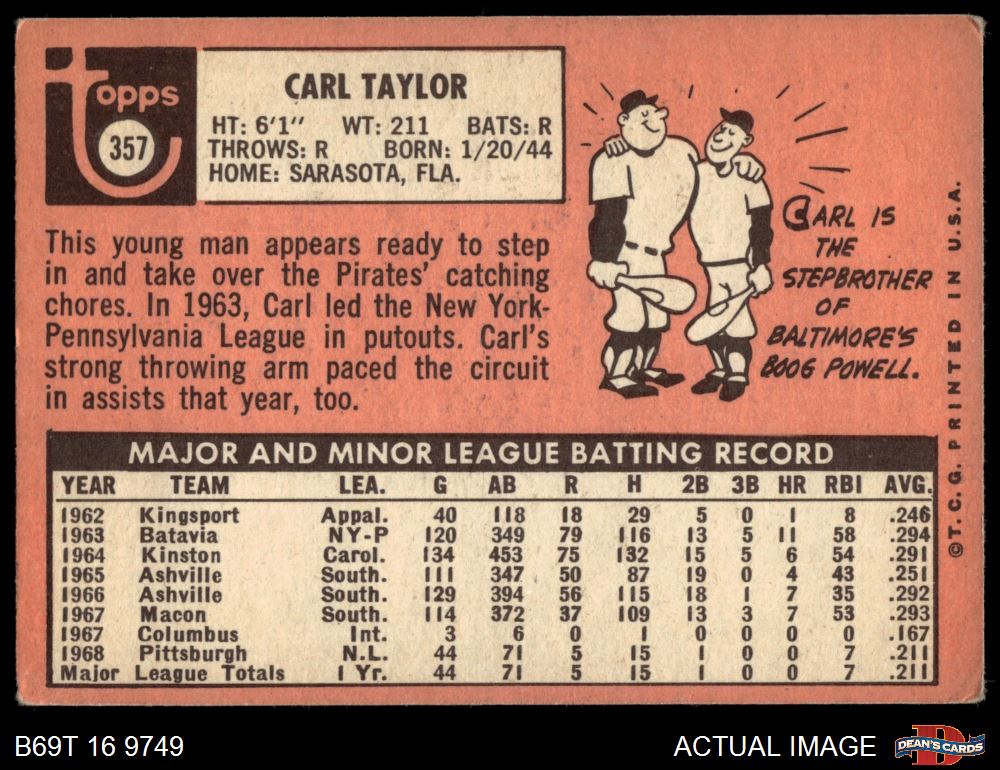 topps
357
CARL TAYLOR
HT: 6'1" WT: 211 BATS: R
THROWS: R BORN: 1/20/44
HOME: SARASOTA, FLA.
This young man appears ready to step
in and take over the Pirates' catching
chores. In 1963, Carl led the New York-
Pennsylvania League in putouts. Carl's
strong throwing arm paced the circuit
in assists that year, too.
CARL IS
THE
STEPBROTHER
OF
BALTIMORE'S
BOOG POWELL.
MAJOR AND MINOR LEAGUE BATTING RECORD
YEAR TEAM LEA. G AB R H 2B 3B HR RBI AVG.
1962 Kingsport Appal. 40 118 18 29 5 0 1 8 .246
1963 Batavia NY-P 120 349 79 116 13 5 11 58 .294
1964 Kinston Carol. 134 453 75 132 15 5 6 54 .291
1965 Ashville South. 111 347 50 87 19 0 4 43 .251
1966 Ashville South. 129 394 56 115 18 1 7 35 .292
1967 Macon South. 114 372 37 109 13 3 7 53 .293
1967 Columbus Int. 3 6 0 1 0 0 0 0 .167
1968 Pittsburgh N.L. 44 71 5 15 1 0 0 7 .211
Major League Totals 1 Yr. 44 71 5 15 1 0 0 7 .211
© T. C. G. PRINTED IN U.S.A.
B69T 16 9749
ACTUAL IMAGE
DEAN'S CARDS